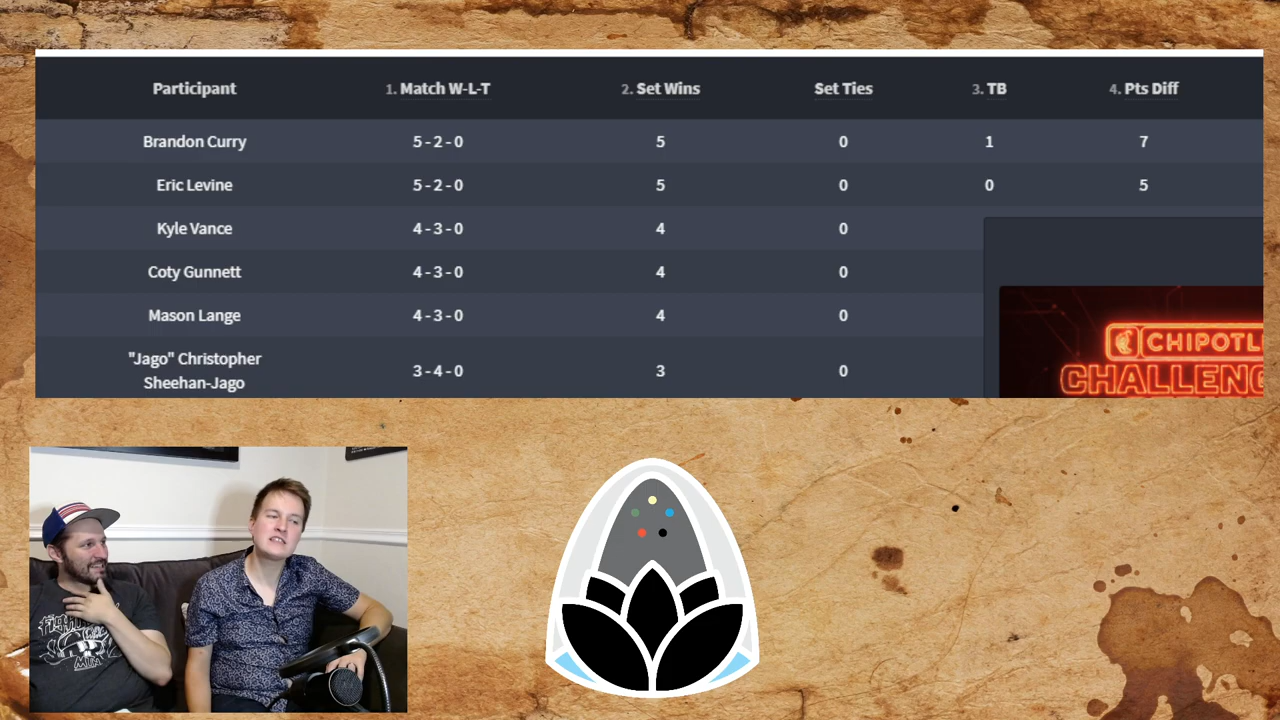 Participant 1. Match W-L-T 2. Set Wins Set Ties 3. TB 4. Pts Diff
Brandon Curry 5 - 2 - 0 5 0 1 7
Eric Levine 5 - 2 - 0 5 0 0 5
Kyle Vance 4 - 3 - 0 4 0
Coty Gunnett 4 - 3 - 0 4 0
Mason Lange 4 - 3 - 0 4 0
"Jago" Christopher
Sheehan-Jago 3 - 4 - 0 3 0
CHIPOTL
CHALLENG